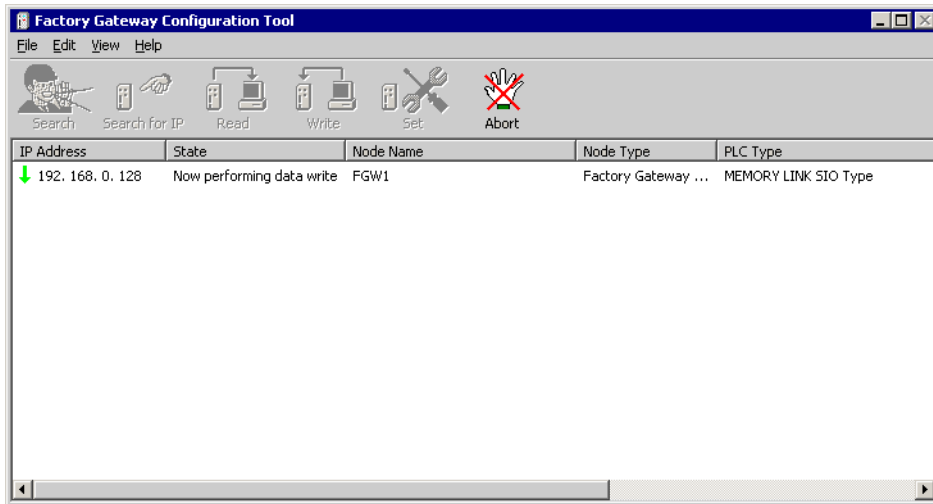 Factory Gateway Configuration Tool
File Edit View Help
Search Search for IP Read Write Set Abort
IP Address State Node Name Node Type PLC Type
192. 168. 0. 128 Now performing data write FGW1 Factory Gateway ... MEMORY LINK SIO Type